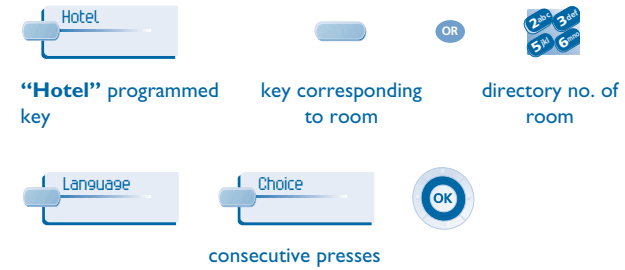 Hotel
OR
2abc 3def
5jkl 6mno
“Hotel” programmed key corresponding directory no. of
key to room room
Language Choice OK
consecutive presses